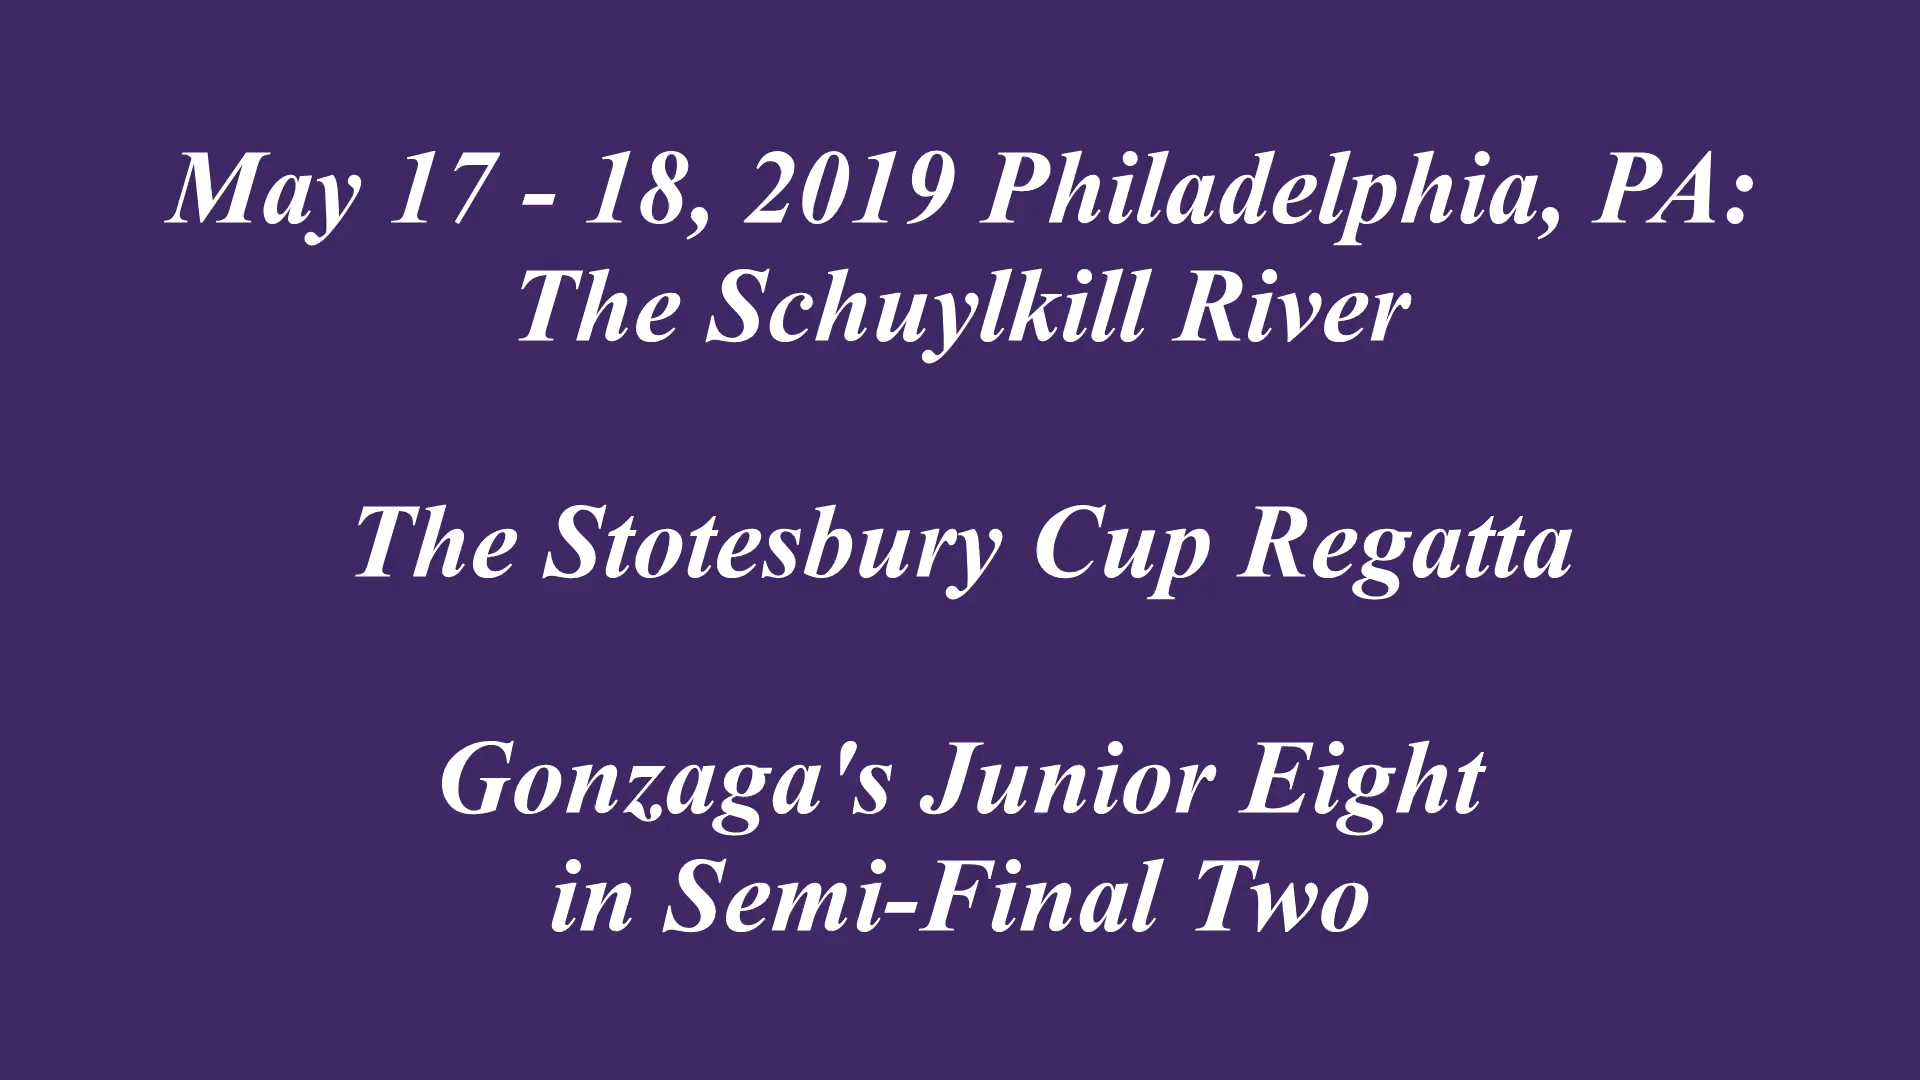 May 17 - 18, 2019 Philadelphia, PA:
The Schuylkill River
The Stotesbury Cup Regatta
Gonzaga's Junior Eight
in Semi-Final Two